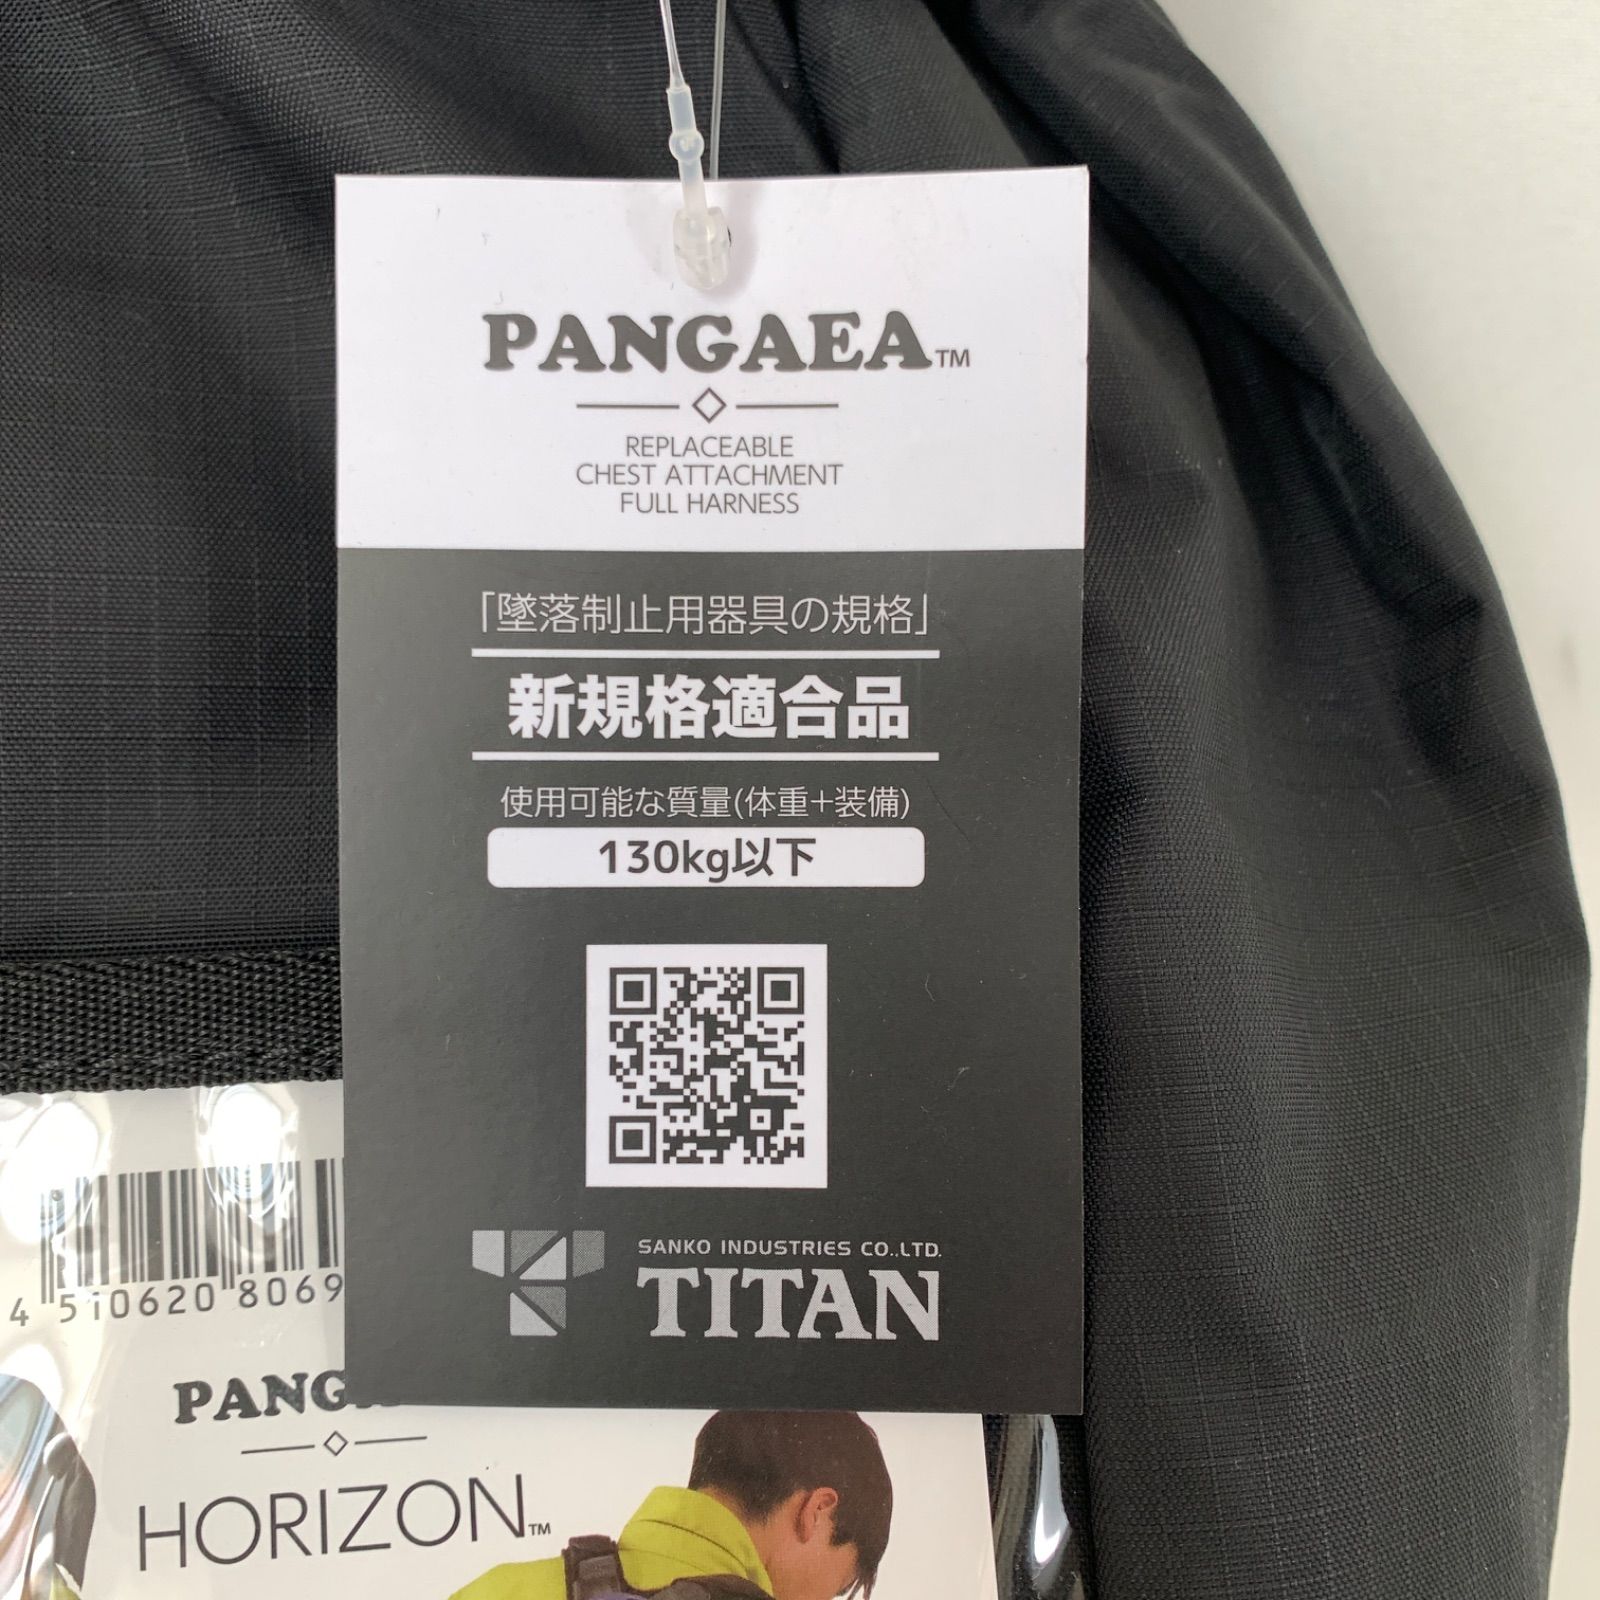 PANGAEA™
REPLACEABLE
CHEST ATTACHMENT
FULL HARNESS
「墜落制止用器具の規格」
新規格適合品
使用可能な質量(体重+装備)
130kg以下
SANKO INDUSTRIES CO.,LTD.
TITAN
4 510620 8069
PANG
HORIZON™